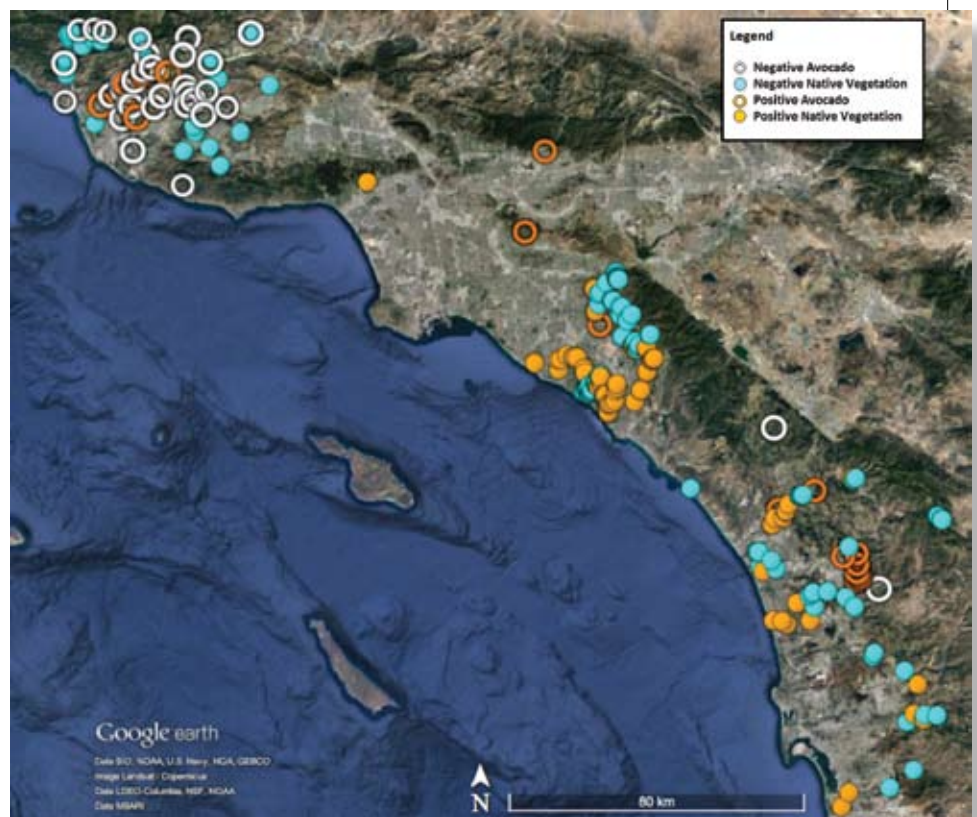 Legend
Negative Avocado
Negative Native Vegetation
Positive Avocado
Positive Native Vegetation
Google earth
Data SIO, NOAA, U.S. Navy, NGA, GEBCO
Image Landsat / Copernicus
Data LDEO-Columbia, NSF, NOAA
Data MBARI
N
60 km